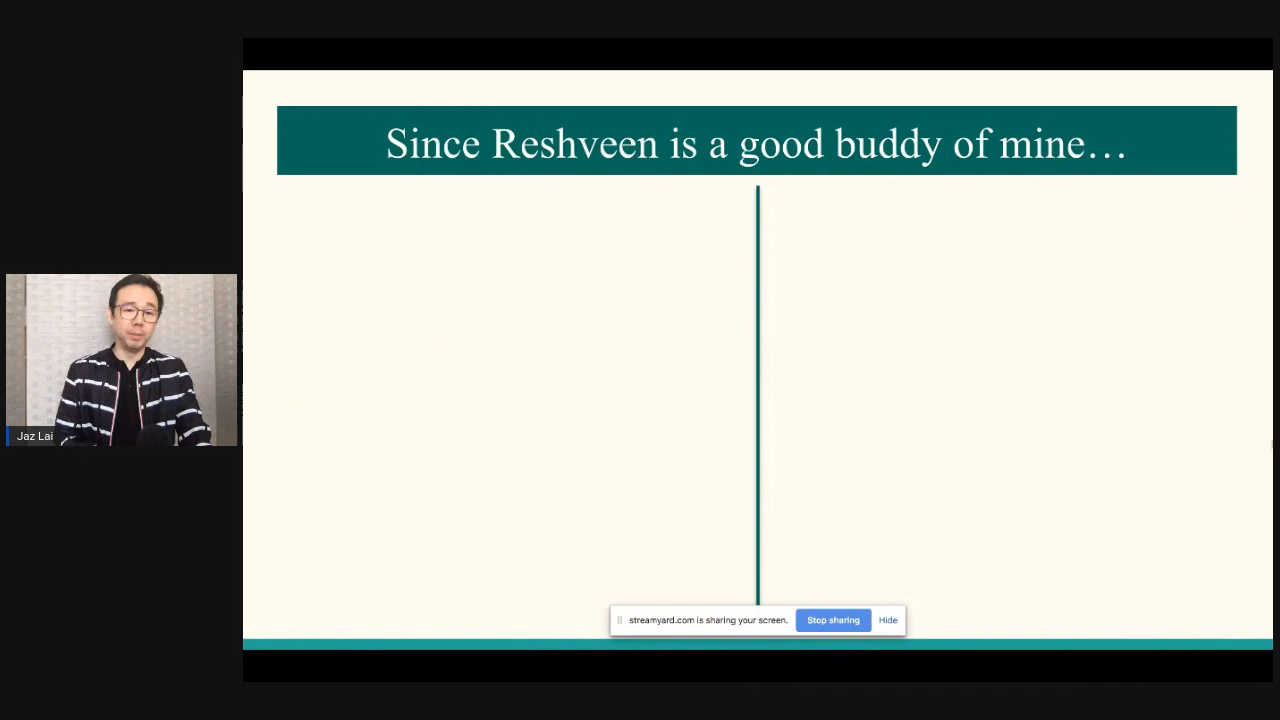 Since Reshveen is a good buddy of mine…
Jaz Lai
streamyard.com is sharing your screen. Stop sharing Hide